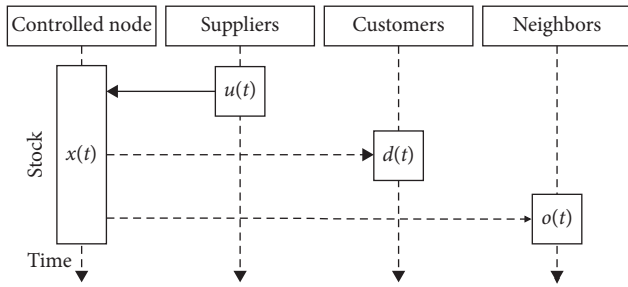 Controlled node
Suppliers
Customers
Neighbors
u(t)
Stock
x(t)
d(t)
o(t)
Time